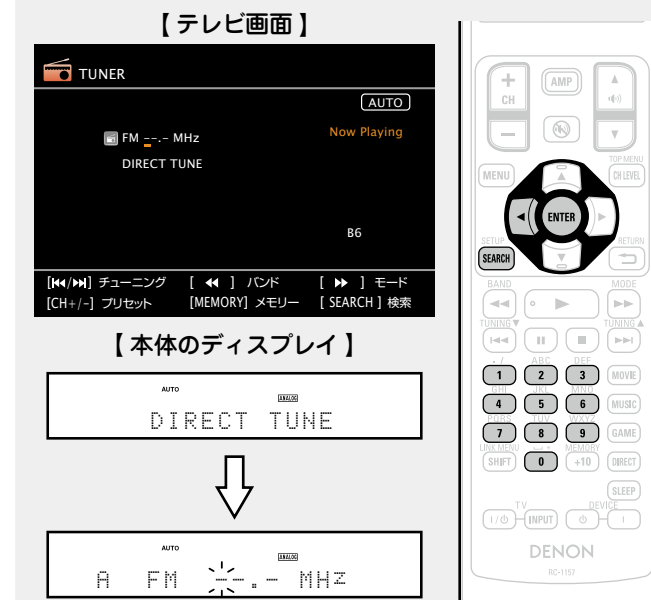 【 テレビ画面 】
TUNER
AUTO
FM --.- MHz
Now Playing
DIRECT TUNE
B6
[⏮/⏭] チューニング [ ◀◀ ] バンド [ ▶▶ ] モード
[CH+/-] プリセット [MEMORY] メモリー [ SEARCH ] 検索
【 本体のディスプレイ 】
AUTO
ANALOG
DIRECT TUNE
AUTO
ANALOG
A FM --.- MHz
+ AMP ▲
CH
− ▼
TOP MENU
MENU CH LEVEL
ENTER
SETUP RETURN
SEARCH
BAND MODE
TUNING▼ TUNING▲
. / ABC DEF
1 2 3 MOVIE
GHI JKL MNO
4 5 6 MUSIC
PQRS TUV WXYZ
7 8 9 GAME
LINK MENU MEMORY
SHIFT 0 +10 DIRECT
SLEEP
TV DEVICE
I/⏻ INPUT ⏻ I
DENON
RC-1157